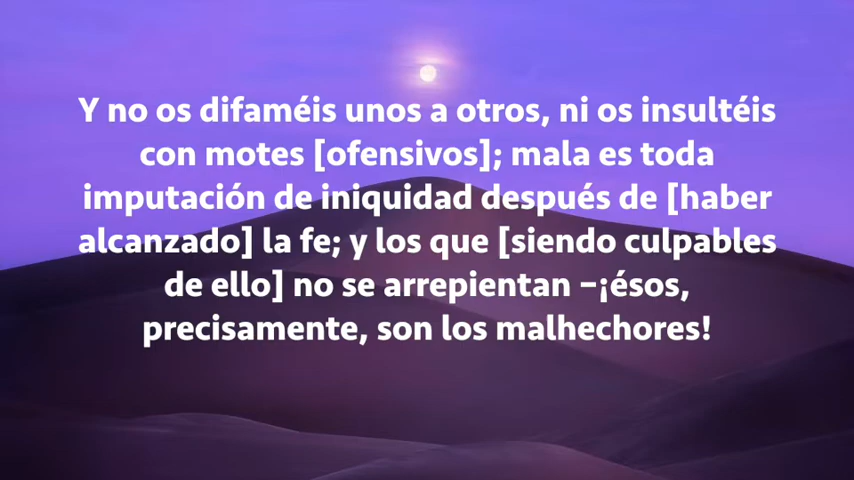 Y no os difaméis unos a otros, ni os insultéis
con motes [ofensivos]; mala es toda
imputación de iniquidad después de [haber
alcanzado] la fe; y los que [siendo culpables
de ello] no se arrepientan –¡ésos,
precisamente, son los malhechores!